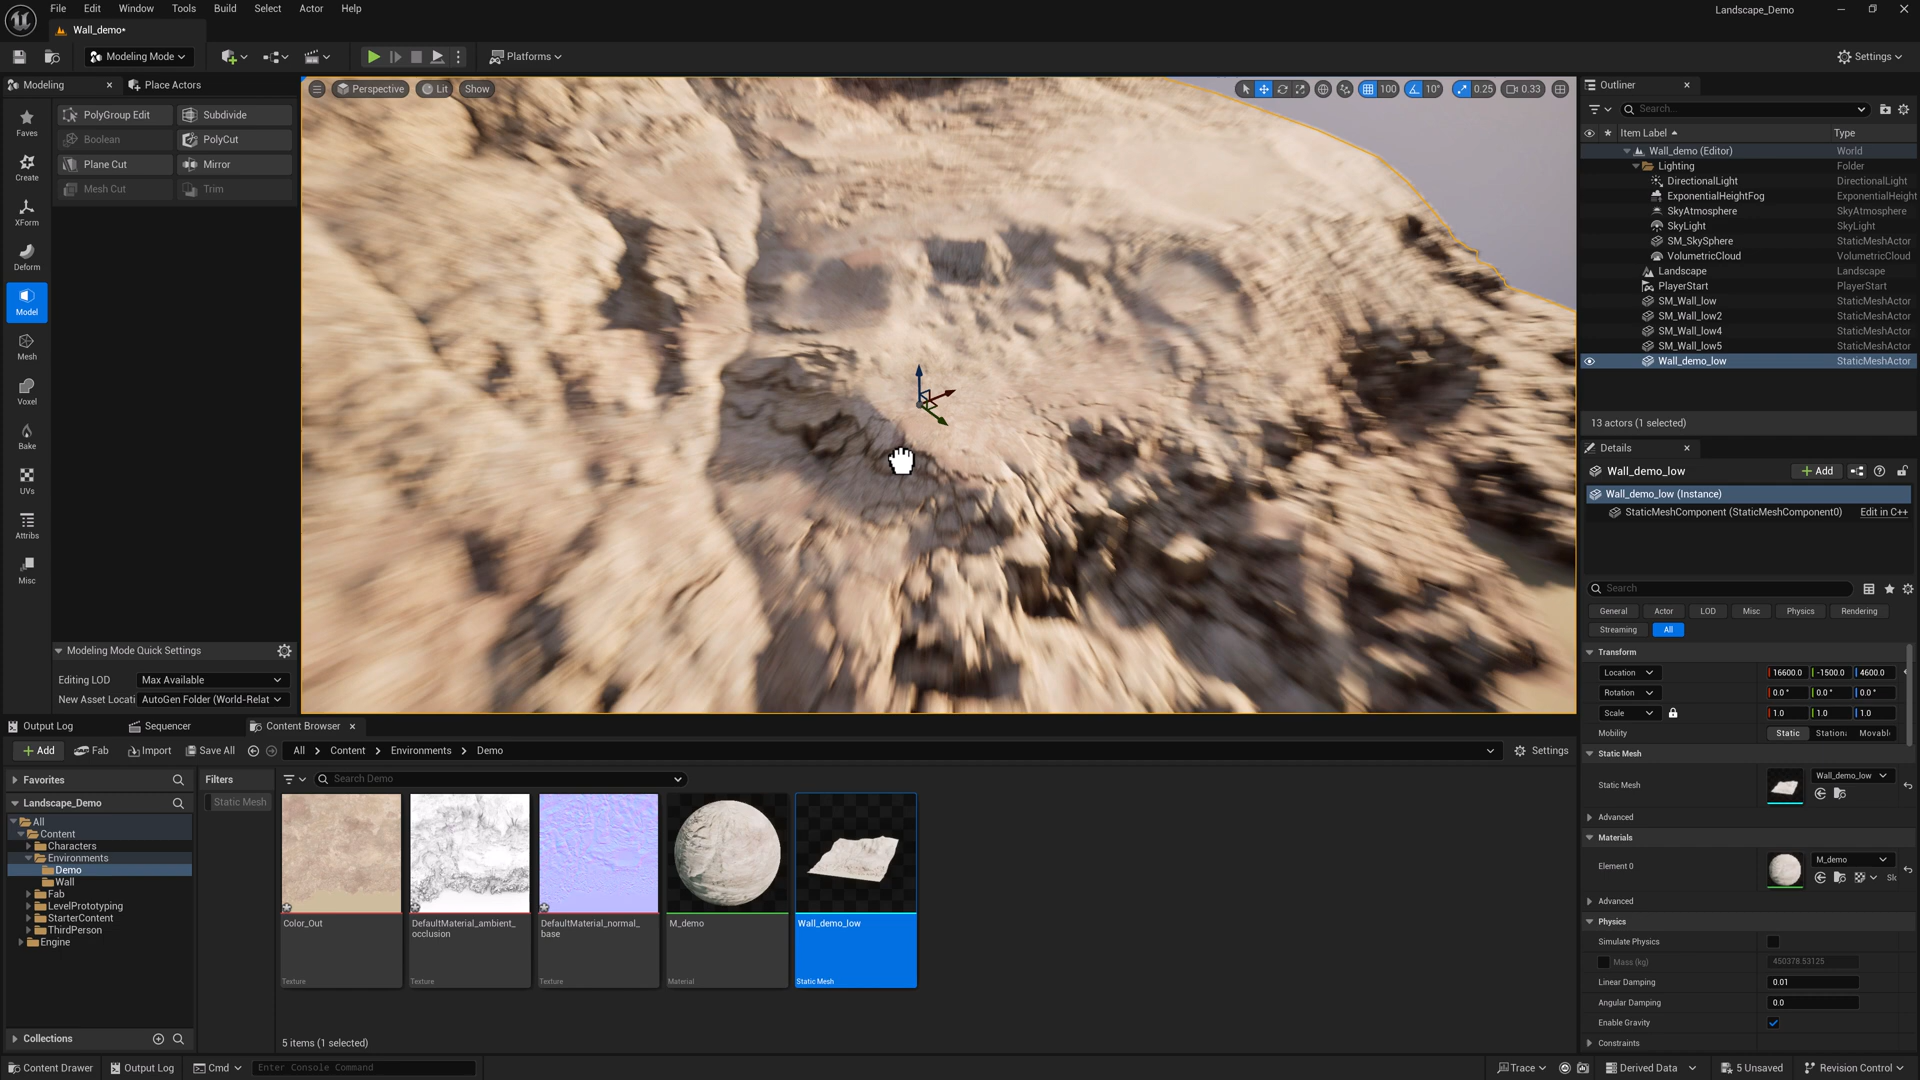 File Edit Window Tools Build Select Actor Help
Landscape_Demo
Wall_demo•
Modeling Mode
Platforms
Settings
Modeling
Place Actors
Faves
Create
XForm
Deform
Model
Mesh
Voxel
Bake
UVs
Attribs
Misc
PolyGroup Edit Subdivide
Boolean PolyCut
Plane Cut Mirror
Mesh Cut Trim
Modeling Mode Quick Settings
Editing LOD Max Available
New Asset Locati AutoGen Folder (World-Relat
Perspective Lit Show
100 10° 0.25 0.33
Outliner
Search...
Item Label Type
Wall_demo (Editor) World
Lighting Folder
DirectionalLight DirectionalLight
ExponentialHeightFog ExponentialHeight
SkyAtmosphere SkyAtmosphere
SkyLight SkyLight
SM_SkySphere StaticMeshActor
VolumetricCloud VolumetricCloud
Landscape Landscape
PlayerStart PlayerStart
SM_Wall_low StaticMeshActor
SM_Wall_low2 StaticMeshActor
SM_Wall_low4 StaticMeshActor
SM_Wall_low5 StaticMeshActor
Wall_demo_low StaticMeshActor
13 actors (1 selected)
Details
Wall_demo_low
Add
Wall_demo_low (Instance)
StaticMeshComponent (StaticMeshComponent0) Edit in C++
Search
General Actor LOD Misc Physics Rendering
Streaming All
Transform
Location 16600.0 -1500.0 4600.0
Rotation 0.0 ° 0.0 ° 0.0 °
Scale 1.0 1.0 1.0
Mobility Static Station: Movabl
Static Mesh
Static Mesh Wall_demo_low
Advanced
Materials
Element 0 M_demo
Sk
Advanced
Physics
Simulate Physics
Mass (kg) 450378.53125
Linear Damping 0.01
Angular Damping 0.0
Enable Gravity
Constraints
Output Log Sequencer Content Browser
Add Fab Import Save All All Content Environments Demo Settings
Favorites
Landscape_Demo
All
Content
Characters
Environments
Demo
Wall
Fab
LevelPrototyping
StarterContent
ThirdPerson
Engine
Collections
Filters
Static Mesh
Search Demo
Color_Out
Texture
DefaultMaterial_ambient_
occlusion
Texture
DefaultMaterial_normal_
base
Texture
M_demo
Material
Wall_demo_low
Static Mesh
5 items (1 selected)
Content Drawer Output Log Cmd Enter Console Command
Trace Derived Data 5 Unsaved Revision Control